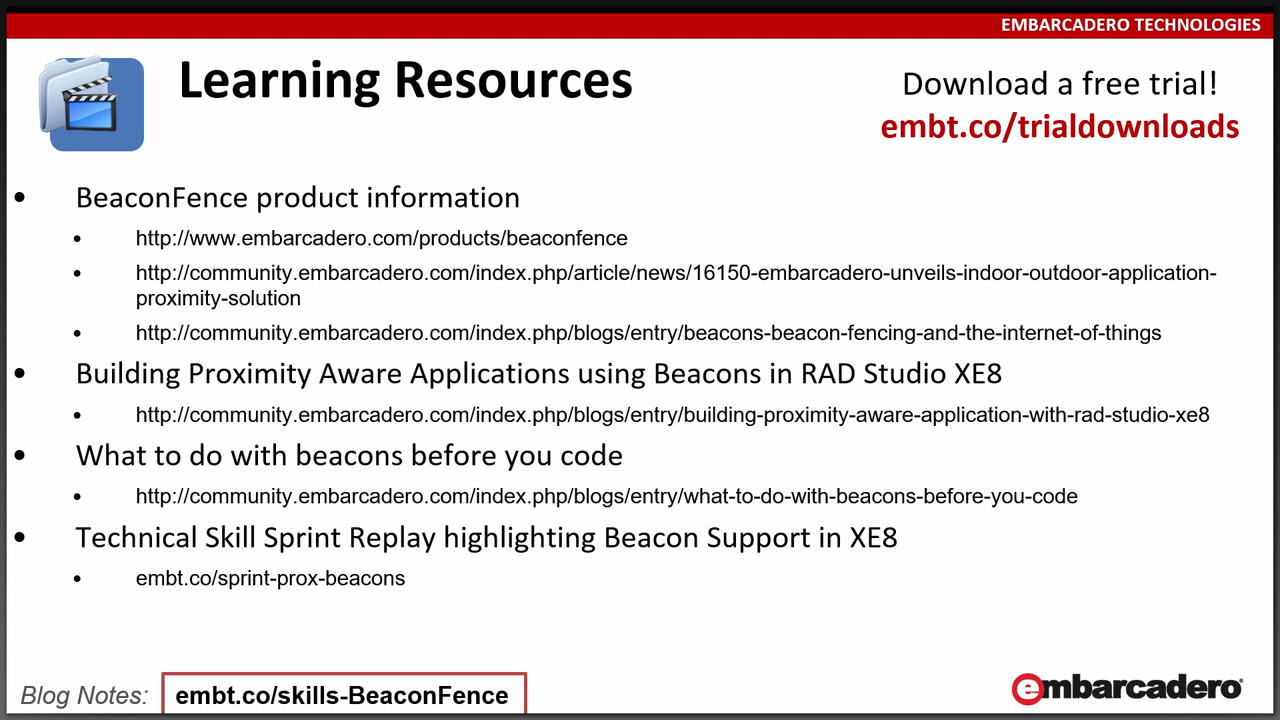 EMBARCADERO TECHNOLOGIES
Learning Resources
Download a free trial!
embt.co/trialdownloads
• BeaconFence product information
• http://www.embarcadero.com/products/beaconfence
• http://community.embarcadero.com/index.php/article/news/16150-embarcadero-unveils-indoor-outdoor-application-
proximity-solution
• http://community.embarcadero.com/index.php/blogs/entry/beacons-beacon-fencing-and-the-internet-of-things
• Building Proximity Aware Applications using Beacons in RAD Studio XE8
• http://community.embarcadero.com/index.php/blogs/entry/building-proximity-aware-application-with-rad-studio-xe8
• What to do with beacons before you code
• http://community.embarcadero.com/index.php/blogs/entry/what-to-do-with-beacons-before-you-code
• Technical Skill Sprint Replay highlighting Beacon Support in XE8
• embt.co/sprint-prox-beacons
Blog Notes: embt.co/skills-BeaconFence
embarcadero